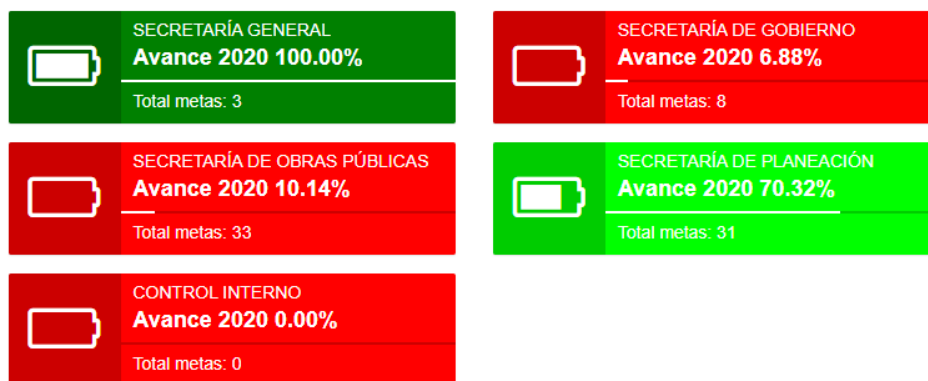 SECRETARÍA GENERAL
Avance 2020 100.00%
Total metas: 3
SECRETARÍA DE GOBIERNO
Avance 2020 6.88%
Total metas: 8
SECRETARÍA DE OBRAS PÚBLICAS
Avance 2020 10.14%
Total metas: 33
SECRETARÍA DE PLANEACIÓN
Avance 2020 70.32%
Total metas: 31
CONTROL INTERNO
Avance 2020 0.00%
Total metas: 0